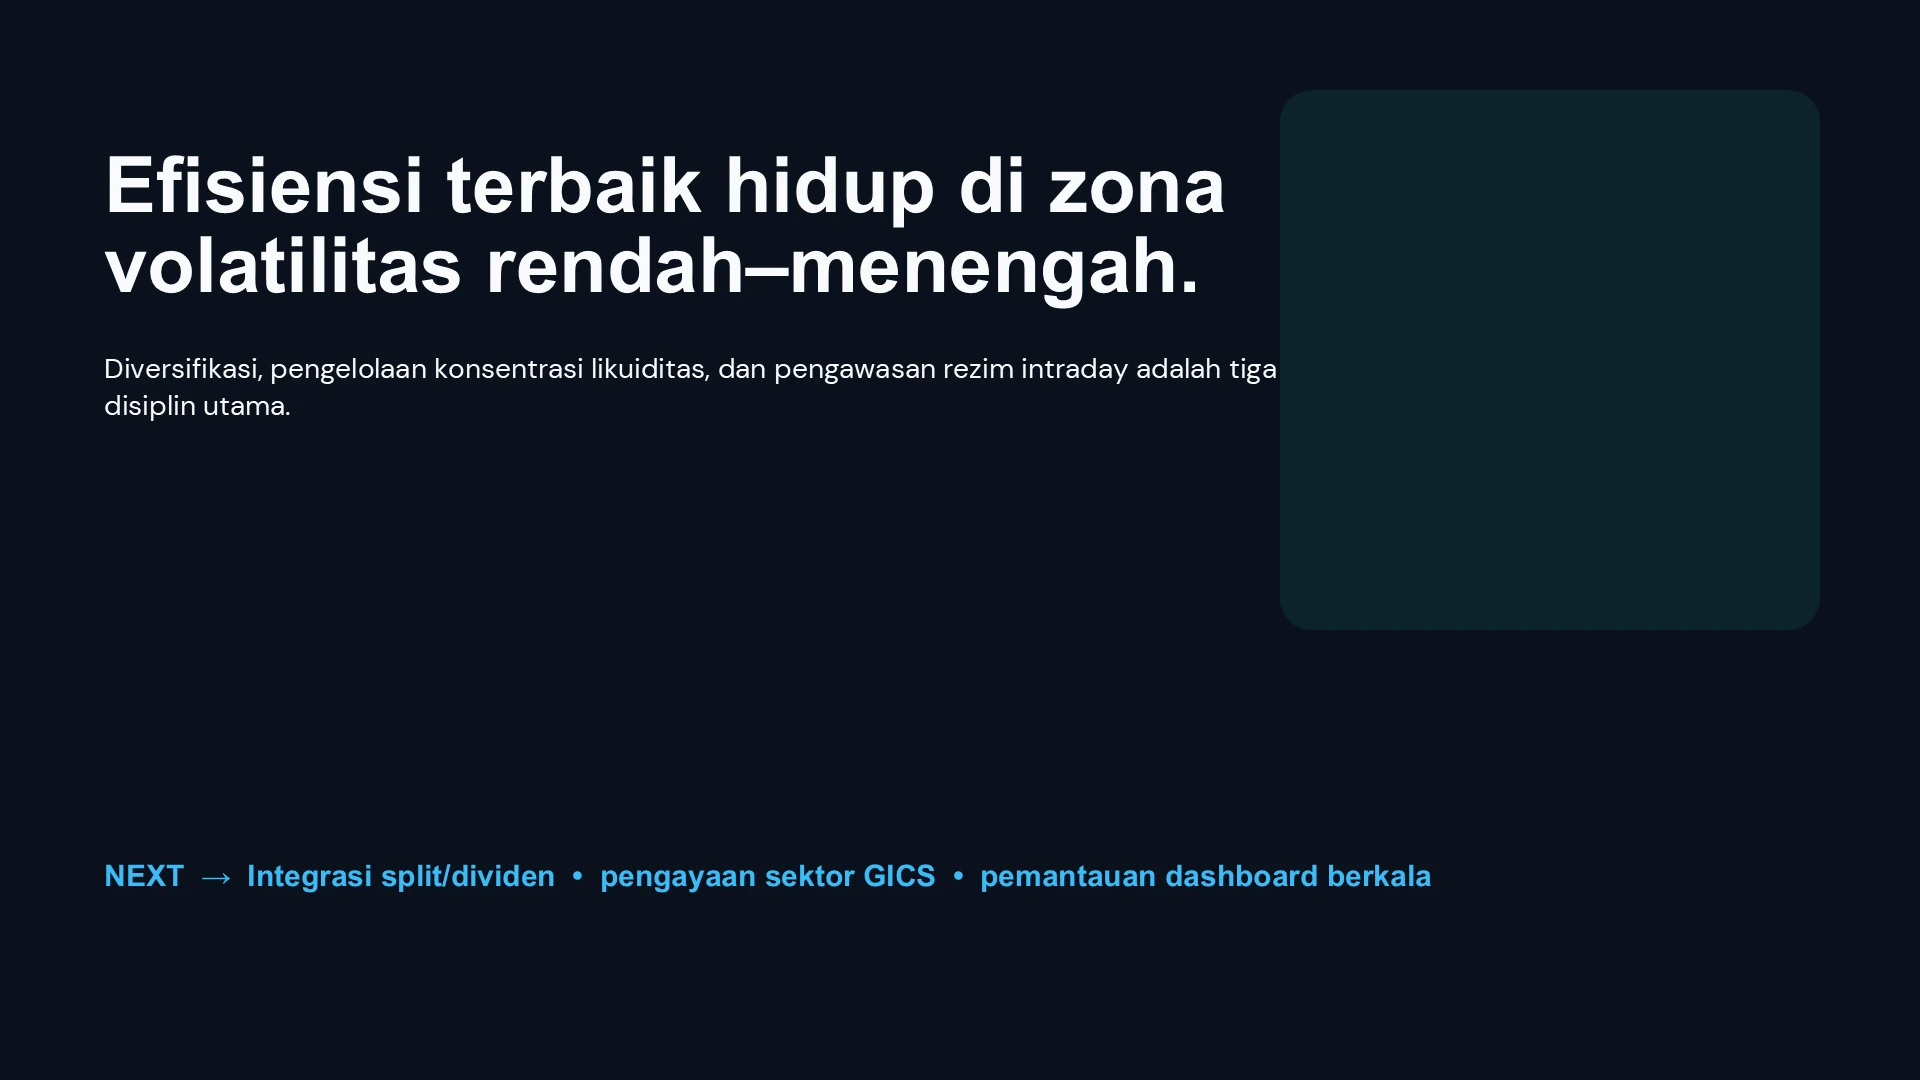 Efisiensi terbaik hidup di zona
volatilitas rendah–menengah.
Diversifikasi, pengelolaan konsentrasi likuiditas, dan pengawasan rezim intraday adalah tiga
disiplin utama.
NEXT → Integrasi split/dividen • pengayaan sektor GICS • pemantauan dashboard berkala